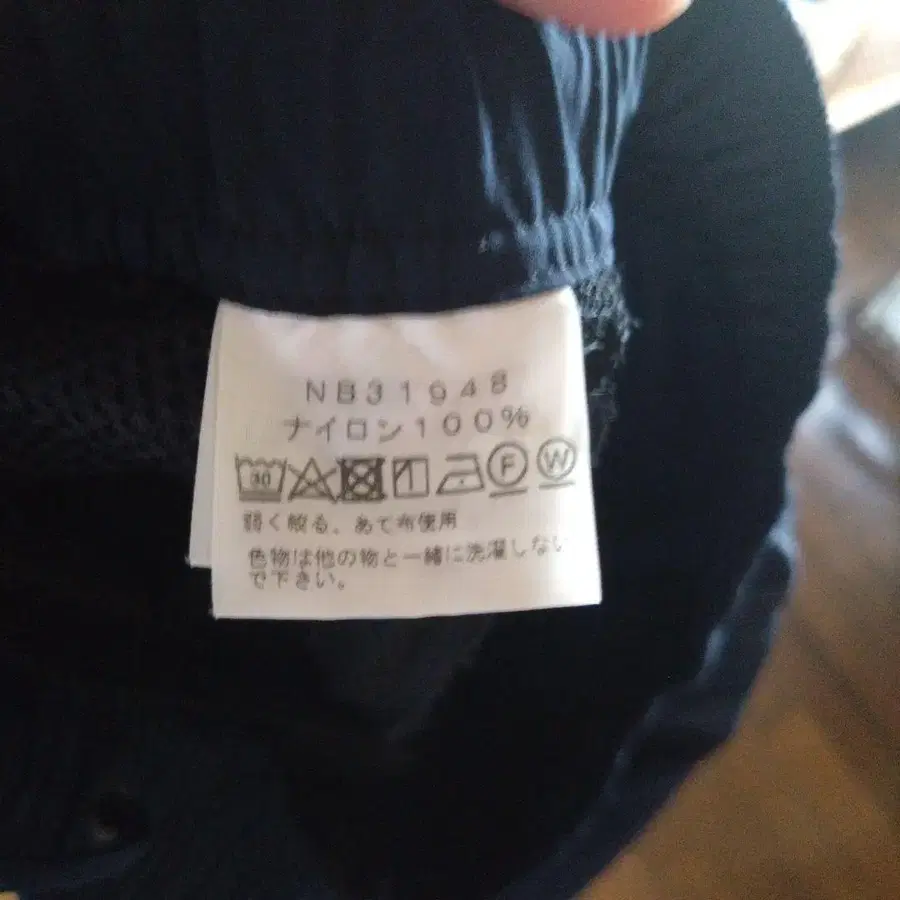 NB31948
ナイロン100%
30 F W
弱く絞る、あて布使用
色物は他の物と一緒に洗濯しない
で下さい。